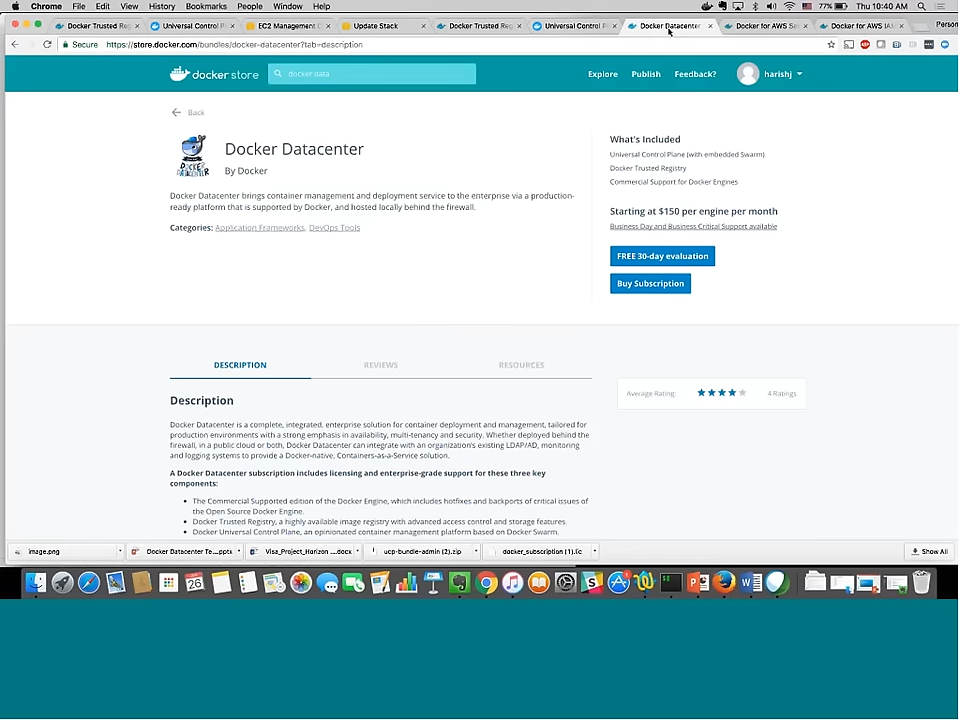 Chrome File Edit View History Bookmarks People Window Help 77% Thu 10:40 AM
Docker Trusted Reg × Universal Control P × EC2 Management C × Update Stack × Docker Trusted Reg × Universal Control P × Docker Datacenter × Docker for AWS Se × Docker for AWS IAM × Person
Secure https://store.docker.com/bundles/docker-datacenter?tab=description
docker store docker data Explore Publish Feedback? harishj
Back
Docker Datacenter
By Docker
Docker Datacenter brings container management and deployment service to the enterprise via a production-
ready platform that is supported by Docker, and hosted locally behind the firewall.
Categories: Application Frameworks, DevOps Tools
What's Included
Universal Control Plane (with embedded Swarm)
Docker Trusted Registry
Commercial Support for Docker Engines
Starting at $150 per engine per month
Business Day and Business Critical Support available
FREE 30-day evaluation
Buy Subscription
DESCRIPTION REVIEWS RESOURCES
Average Rating: 4 Ratings
Description
Docker Datacenter is a complete, integrated, enterprise solution for container deployment and management, tailored for
production environments with a strong emphasis in availability, multi-tenancy and security. Whether deployed behind the
firewall, in a public cloud or both, Docker Datacenter can integrate with an organization's existing LDAP/AD, monitoring
and logging systems to provide a Docker-native, Containers-as-a-Service solution.
A Docker Datacenter subscription includes licensing and enterprise-grade support for these three key
components:
• The Commercial Supported edition of the Docker Engine, which includes hotfixes and backports of critical issues of
the Open Source Docker Engine.
• Docker Trusted Registry, a highly available image registry with advanced access control and storage features.
• Docker Universal Control Plane, an opinionated container management platform based on Docker Swarm.
image.png Docker Datacenter Te....pptx Visa_Project_Horizon ....docx ucp-bundle-admin (2).zip docker_subscription (1).lic Show All
26